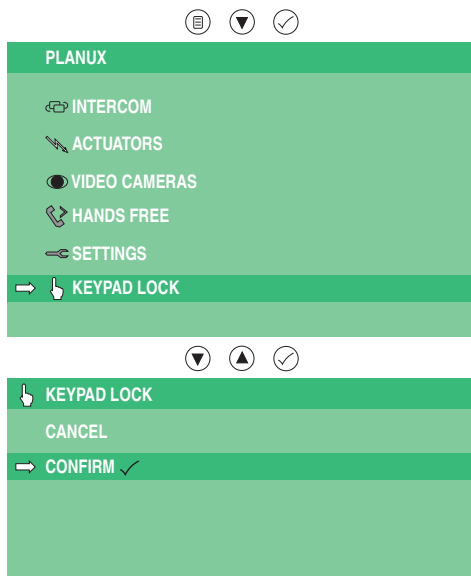 PLANUX
INTERCOM
ACTUATORS
VIDEO CAMERAS
HANDS FREE
SETTINGS
KEYPAD LOCK
KEYPAD LOCK
CANCEL
CONFIRM